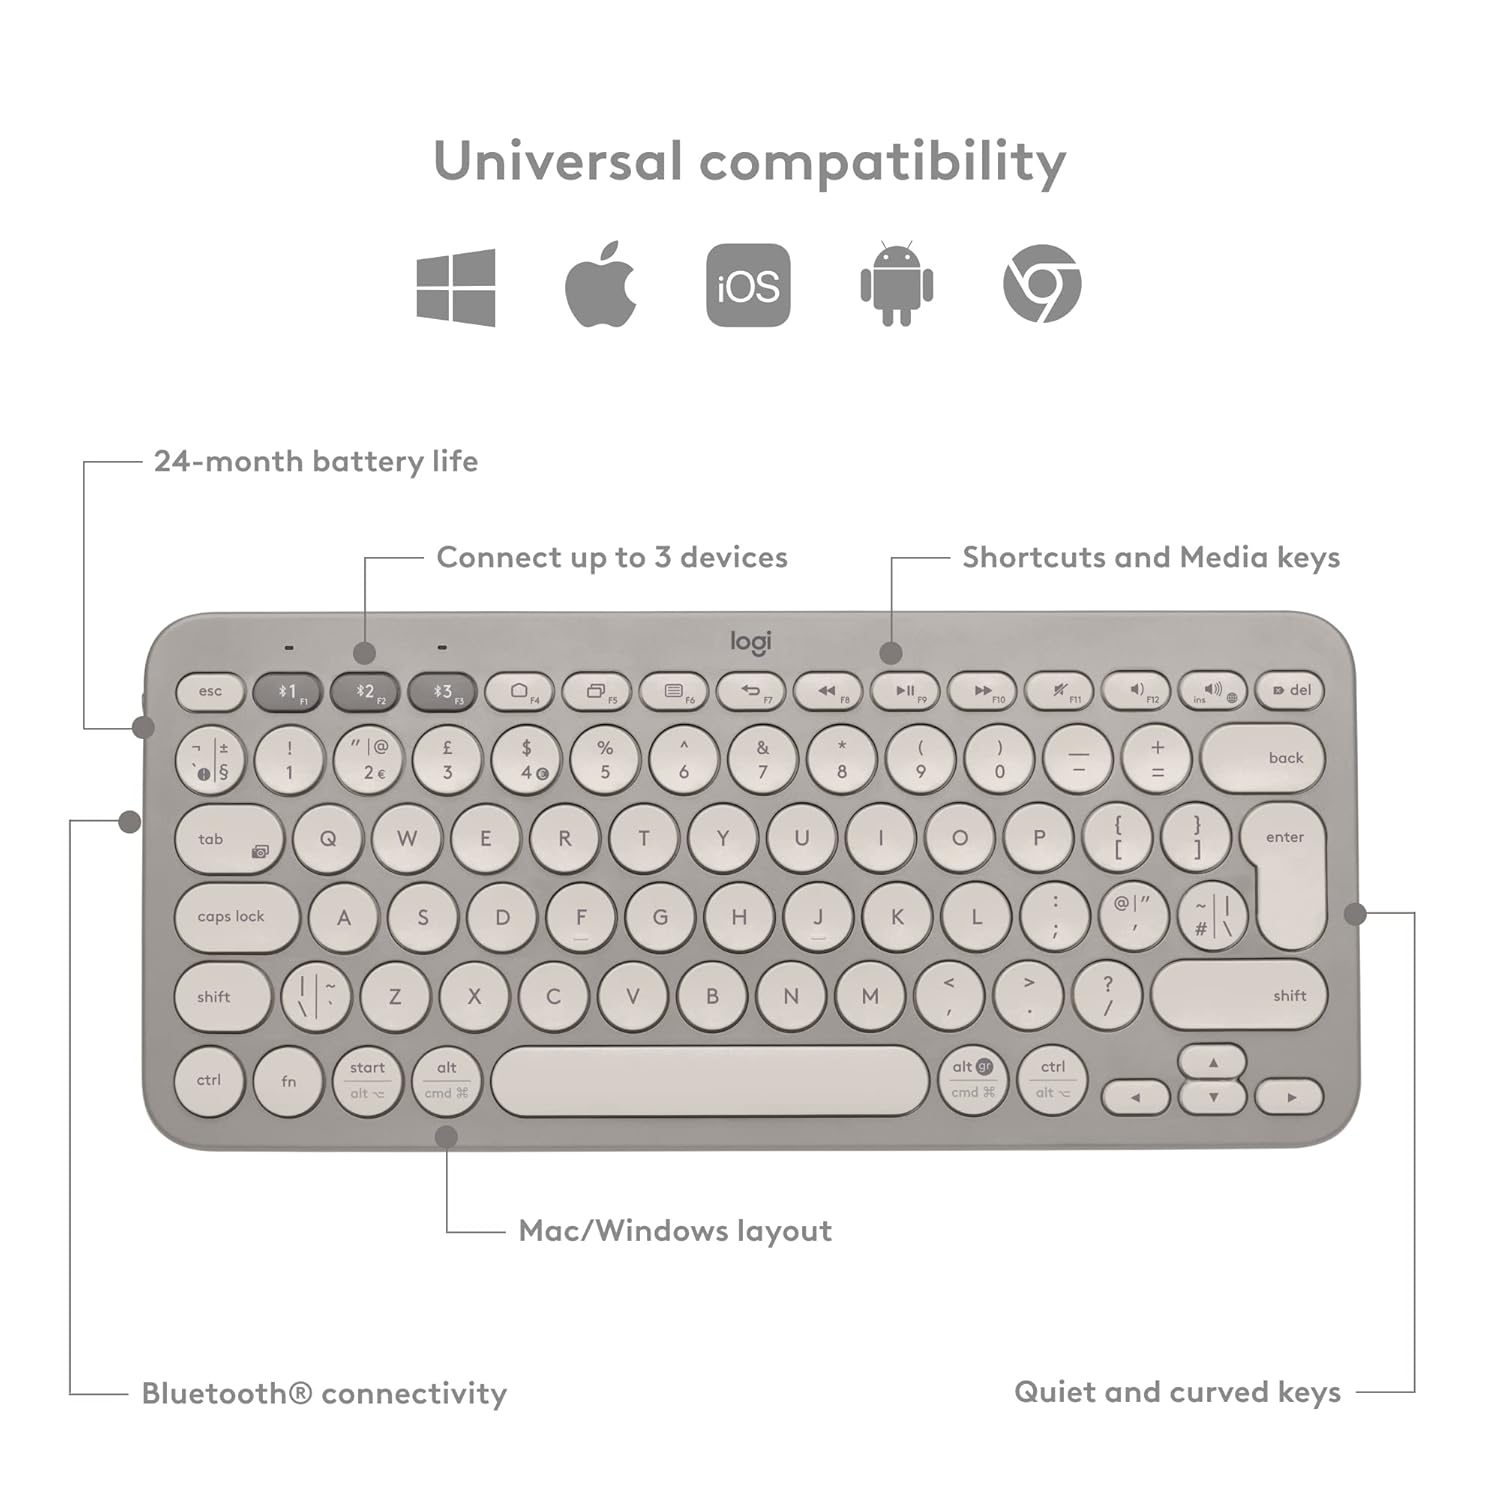 Universal compatibility
iOS
24-month battery life
Connect up to 3 devices
Shortcuts and Media keys
logi
esc 1 F1 2 F2 3 F3 F4 F5 F6 F7 F8 F9 F10 F11 F12 ins del
¬ | ± ` § ! 1 " | @ 2 € £ 3 $ 4 € % 5 ^ 6 & 7 * 8 ( 9 ) 0 — - + = back
tab Q W E R T Y U I O P { [ } ] enter
caps lock A S D F G H J K L : ; @ | " ' ~ # | \
shift | \ ~ ` Z X C V B N M < , > . ? / shift
ctrl fn start alt ⌥ alt cmd ⌘ alt gr cmd ⌘ ctrl alt ⌥
Mac/Windows layout
Bluetooth® connectivity
Quiet and curved keys